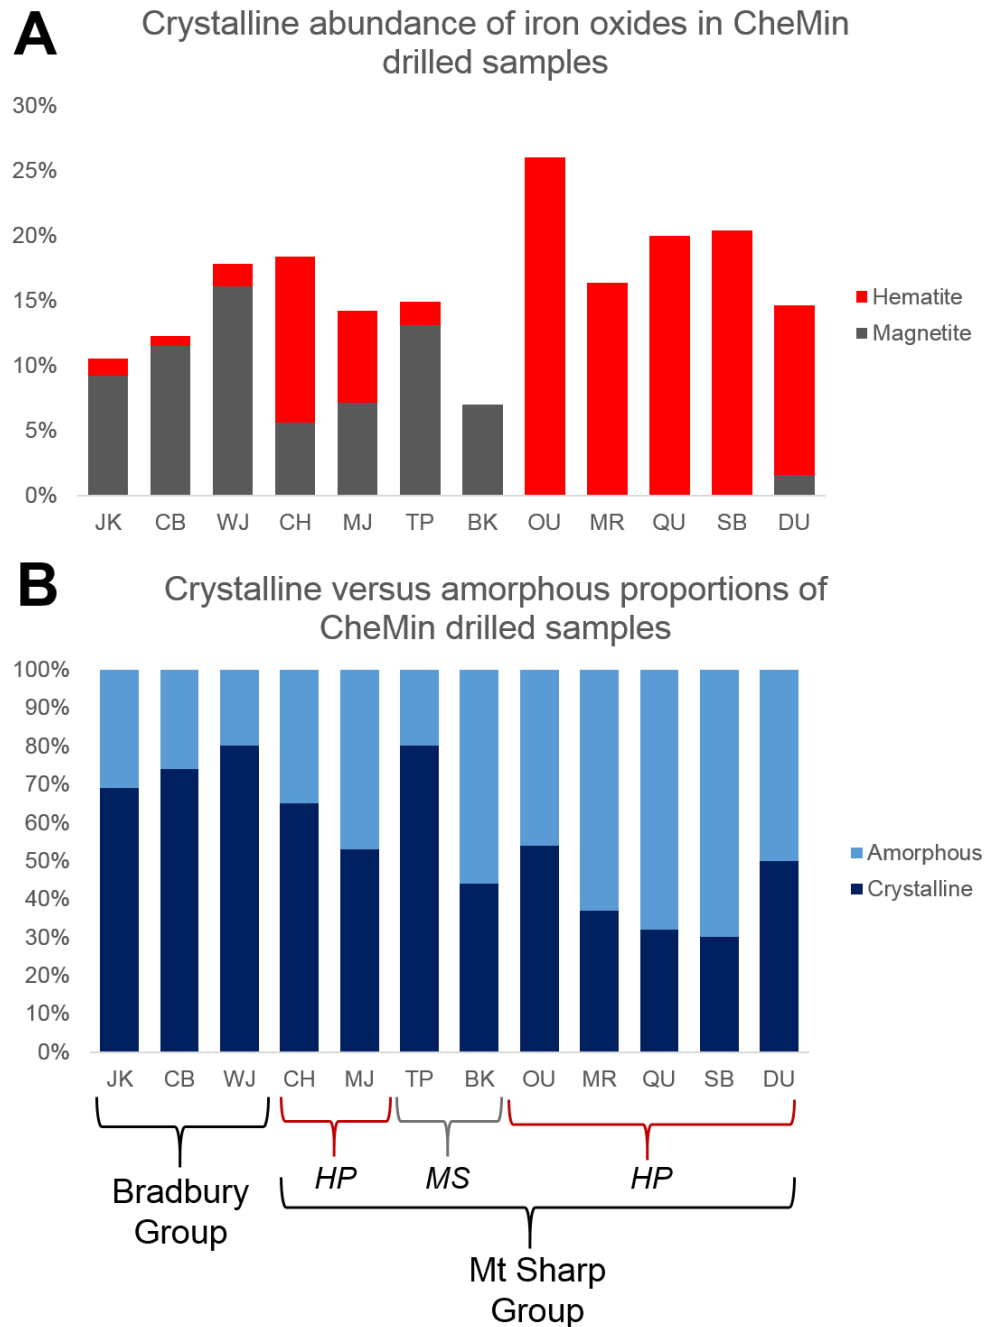 A
Crystalline abundance of iron oxides in CheMin
drilled samples
30%
25%
20%
15%
10%
5%
0%
Hematite
Magnetite
JK CB WJ CH MJ TP BK OU MR QU SB DU
B
Crystalline versus amorphous proportions of
CheMin drilled samples
100%
90%
80%
70%
60%
50%
40%
30%
20%
10%
0%
Amorphous
Crystalline
JK CB WJ CH MJ TP BK OU MR QU SB DU
HP MS HP
Bradbury
Group
Mt Sharp
Group